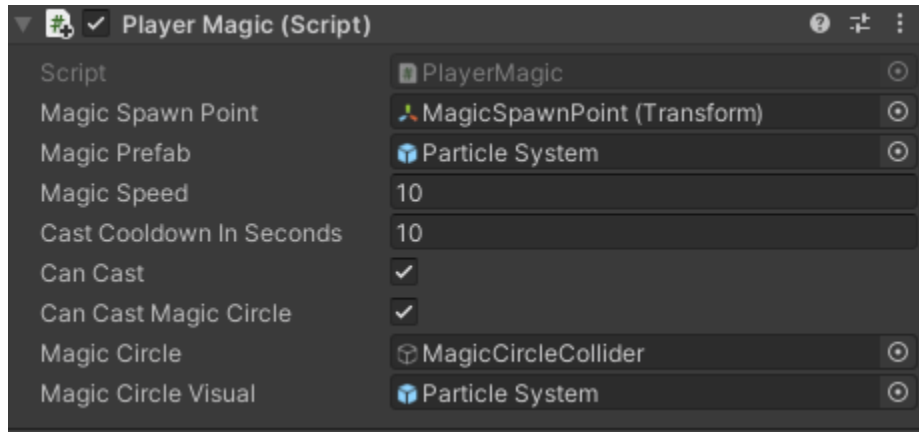 Player Magic (Script)
Script PlayerMagic
Magic Spawn Point MagicSpawnPoint (Transform)
Magic Prefab Particle System
Magic Speed 10
Cast Cooldown In Seconds 10
Can Cast
Can Cast Magic Circle
Magic Circle MagicCircleCollider
Magic Circle Visual Particle System